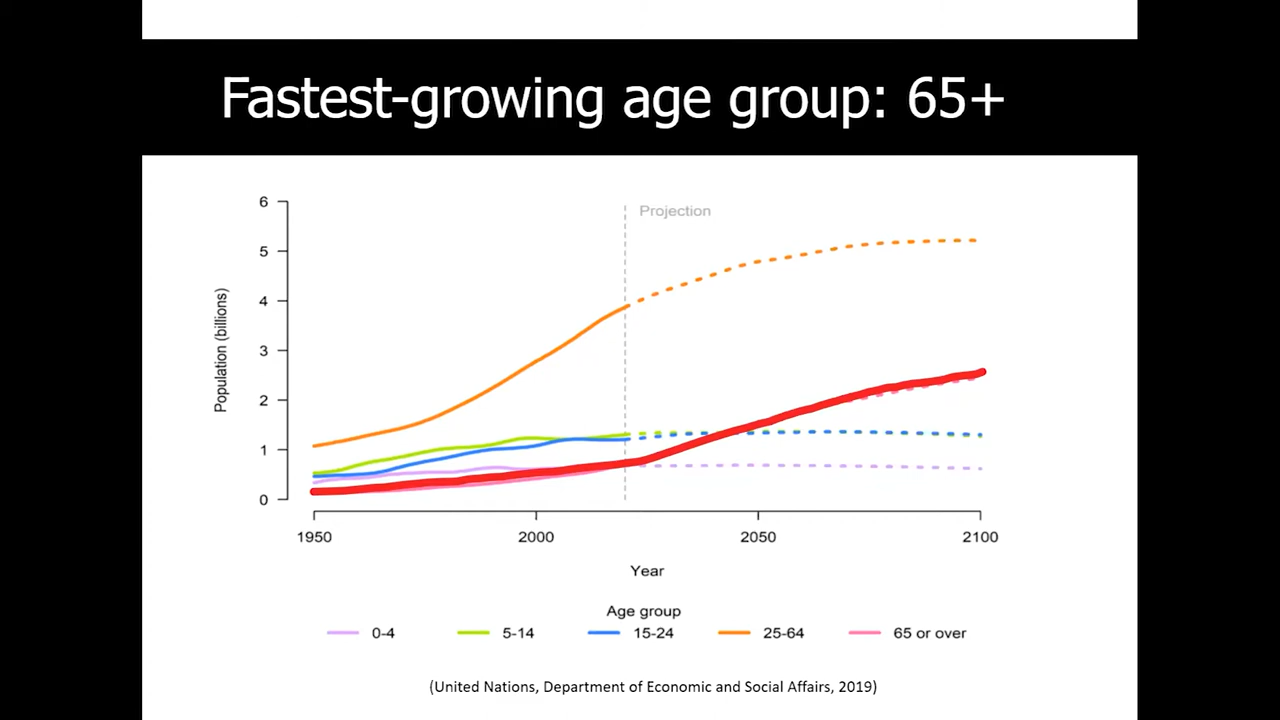 Fastest-growing age group: 65+
6
Projection
5
4
3
2
1
0
Population (billions)
1950 2000 2050 2100
Year
Age group
0-4 5-14 15-24 25-64 65 or over
(United Nations, Department of Economic and Social Affairs, 2019)